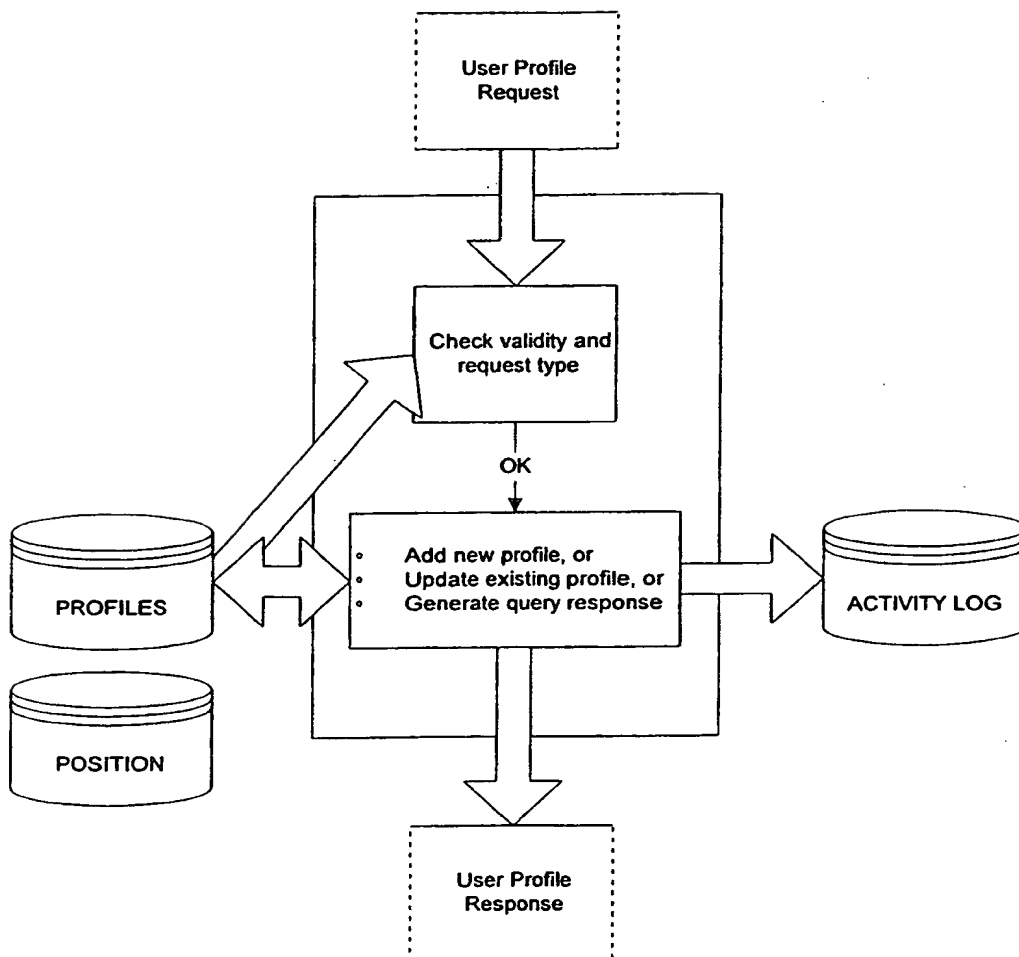 User Profile
Request
Check validity and
request type
OK
PROFILES
Add new profile, or
Update existing profile, or
Generate query response
ACTIVITY LOG
POSITION
User Profile
Response